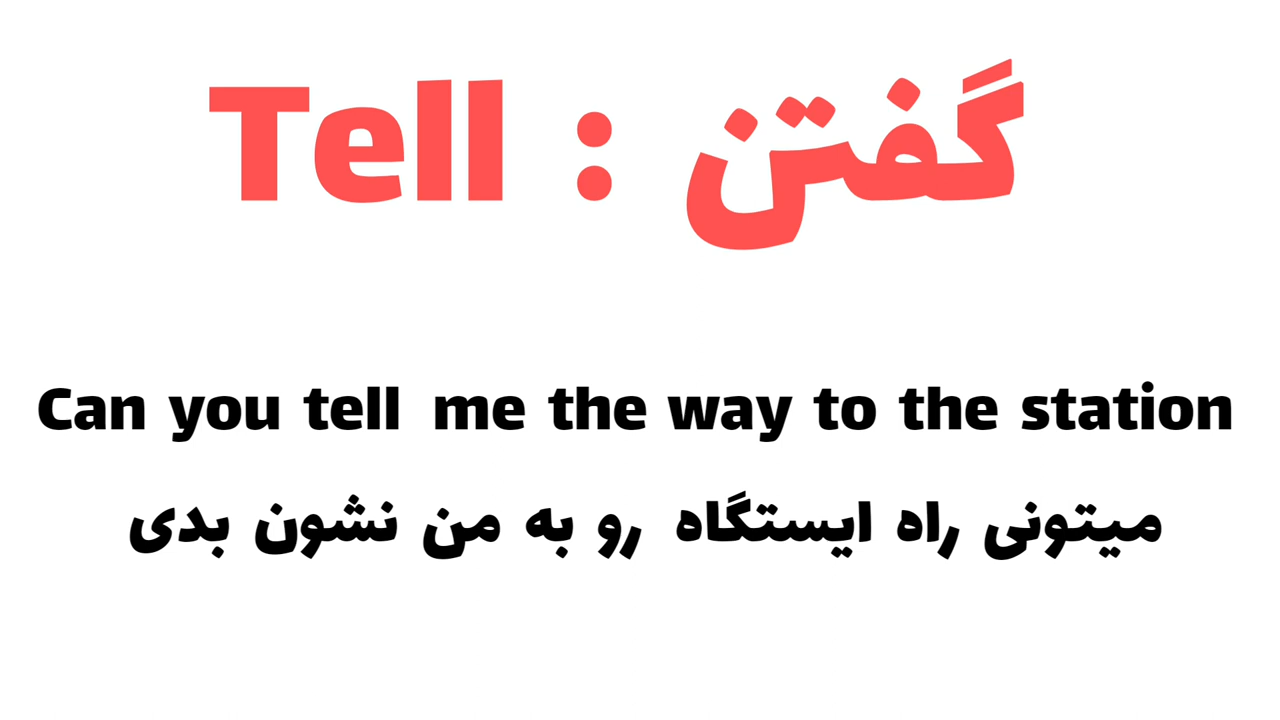 Tell : گفتن
Can you tell me the way to the station
میتونی راه ایستگاه رو به من نشون بدی